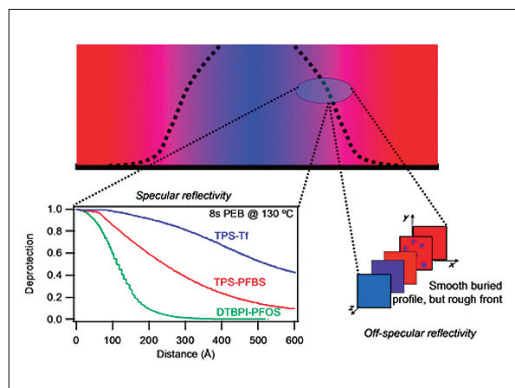 Specular reflectivity
8s PEB @ 130 ºC
TPS-Tf
TPS-PFBS
DTBPI-PFOS
Deprotection
1.0
0.8
0.6
0.4
0.2
0.0
0 100 200 300 400 500 600
Distance (Å)
y
x
z
Smooth buried
profile, but rough front
Off-specular reflectivity